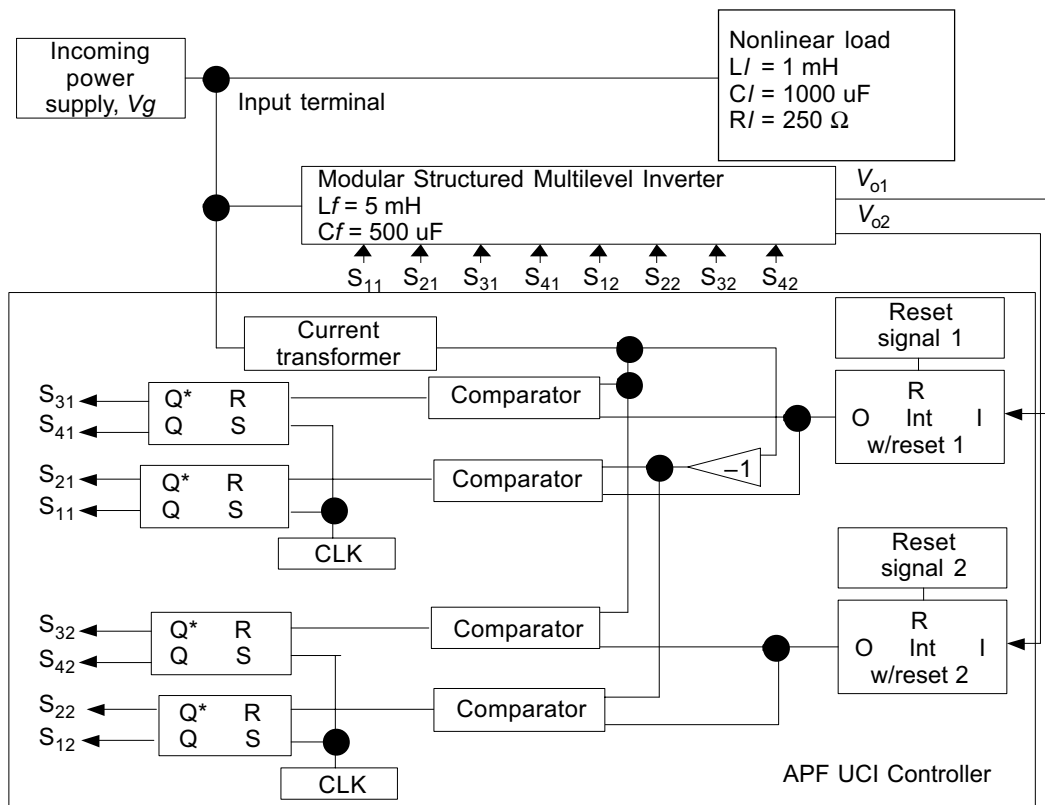 Incoming
power
supply, Vg
Input terminal
Nonlinear load
Ll = 1 mH
Cl = 1000 uF
Rl = 250 Ω
Modular Structured Multilevel Inverter
Lf = 5 mH
Cf = 500 uF
Vo1
Vo2
S11 S21 S31 S41 S12 S22 S32 S42
Current
transformer
Reset
signal 1
S31
S41
Q* R
Q S
Comparator
R
O Int I
w/reset 1
S21
S11
Q* R
Q S
Comparator
–1
CLK
Reset
signal 2
S32
S42
Q* R
Q S
Comparator
R
O Int I
w/reset 2
S22
S12
Q* R
Q S
Comparator
CLK
APF UCI Controller